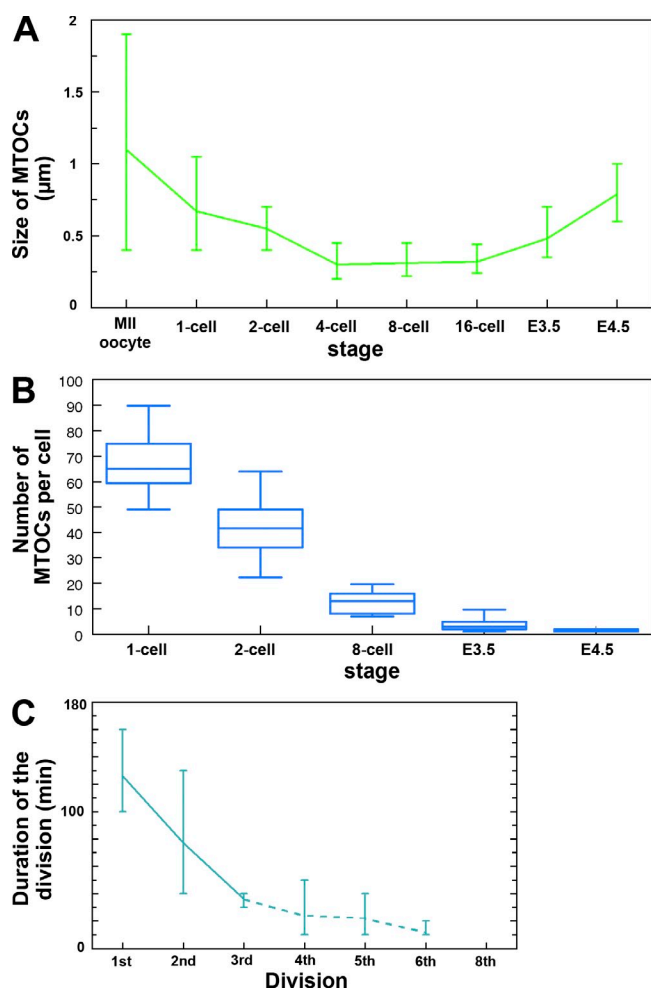 A
2
1.5
1
0.5
0
Size of MTOCs
(µm)
MII
oocyte
1-cell
2-cell
4-cell
8-cell
16-cell
E3.5
E4.5
stage
B
100
90
80
70
60
50
40
30
20
10
0
Number of
MTOCs per cell
1-cell
2-cell
8-cell
E3.5
E4.5
stage
C
180
100
0
Duration of the
division (min)
1st
2nd
3rd
4th
5th
6th
8th
Division